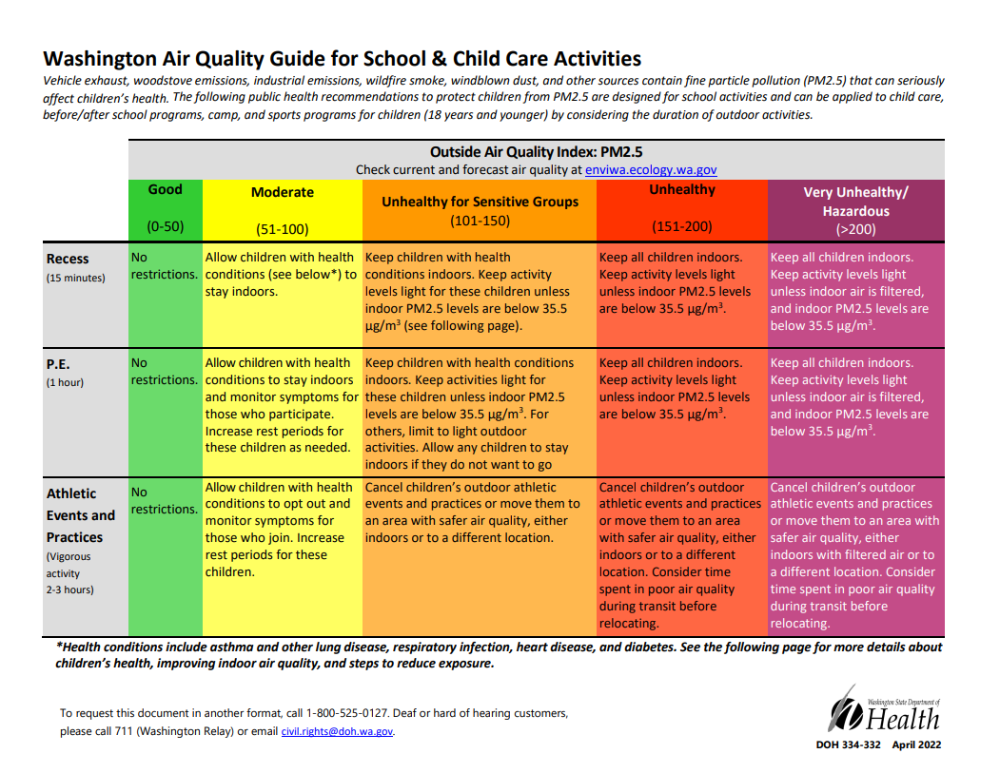 Washington Air Quality Guide for School & Child Care Activities
Vehicle exhaust, woodstove emissions, industrial emissions, wildfire smoke, windblown dust, and other sources contain fine particle pollution (PM2.5) that can seriously
affect children's health. The following public health recommendations to protect children from PM2.5 are designed for school activities and can be applied to child care,
before/after school programs, camp, and sports programs for children (18 years and younger) by considering the duration of outdoor activities.
Outside Air Quality Index: PM2.5
Check current and forecast air quality at enviwa.ecology.wa.gov
Good
(0-50)
Moderate
(51-100)
Unhealthy for Sensitive Groups
(101-150)
Unhealthy
(151-200)
Very Unhealthy/
Hazardous
(>200)
Recess
(15 minutes)
No
restrictions.
Allow children with health
conditions (see below*) to
stay indoors.
Keep children with health
conditions indoors. Keep activity
levels light for these children unless
indoor PM2.5 levels are below 35.5
µg/m³ (see following page).
Keep all children indoors.
Keep activity levels light
unless indoor PM2.5 levels
are below 35.5 µg/m³.
Keep all children indoors.
Keep activity levels light
unless indoor air is filtered,
and indoor PM2.5 levels are
below 35.5 µg/m³.
P.E.
(1 hour)
No
restrictions.
Allow children with health
conditions to stay indoors
and monitor symptoms for
those who participate.
Increase rest periods for
these children as needed.
Keep children with health conditions
indoors. Keep activities light for
these children unless indoor PM2.5
levels are below 35.5 µg/m³. For
others, limit to light outdoor
activities. Allow any children to stay
indoors if they do not want to go
Keep all children indoors.
Keep activity levels light
unless indoor PM2.5 levels
are below 35.5 µg/m³.
Keep all children indoors.
Keep activity levels light
unless indoor air is filtered,
and indoor PM2.5 levels are
below 35.5 µg/m³.
Athletic
Events and
Practices
(Vigorous
activity
2-3 hours)
No
restrictions.
Allow children with health
conditions to opt out and
monitor symptoms for
those who join. Increase
rest periods for these
children.
Cancel children's outdoor athletic
events and practices or move them to
an area with safer air quality, either
indoors or to a different location.
Cancel children's outdoor
athletic events and practices
or move them to an area
with safer air quality, either
indoors or to a different
location. Consider time
spent in poor air quality
during transit before
relocating.
Cancel children's outdoor
athletic events and practices
or move them to an area with
safer air quality, either
indoors with filtered air or to
a different location. Consider
time spent in poor air quality
during transit before
relocating.
*Health conditions include asthma and other lung disease, respiratory infection, heart disease, and diabetes. See the following page for more details about
children's health, improving indoor air quality, and steps to reduce exposure.
To request this document in another format, call 1-800-525-0127. Deaf or hard of hearing customers,
please call 711 (Washington Relay) or email civil.rights@doh.wa.gov.
Washington State Department of
Health
DOH 334-332 April 2022